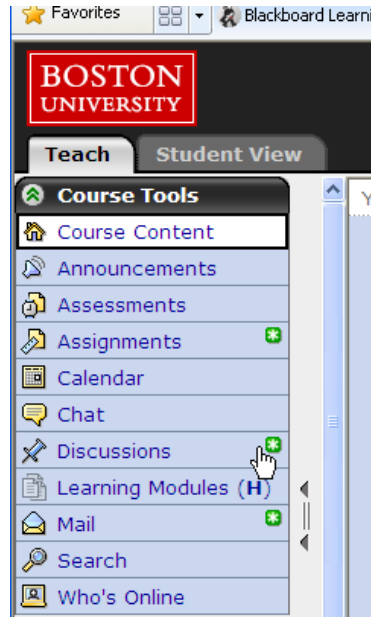 Favorites
Blackboard Learni
BOSTON
UNIVERSITY
Teach
Student View
Course Tools
Course Content
Announcements
Assessments
Assignments
Calendar
Chat
Discussions
Learning Modules (H)
Mail
Search
Who's Online